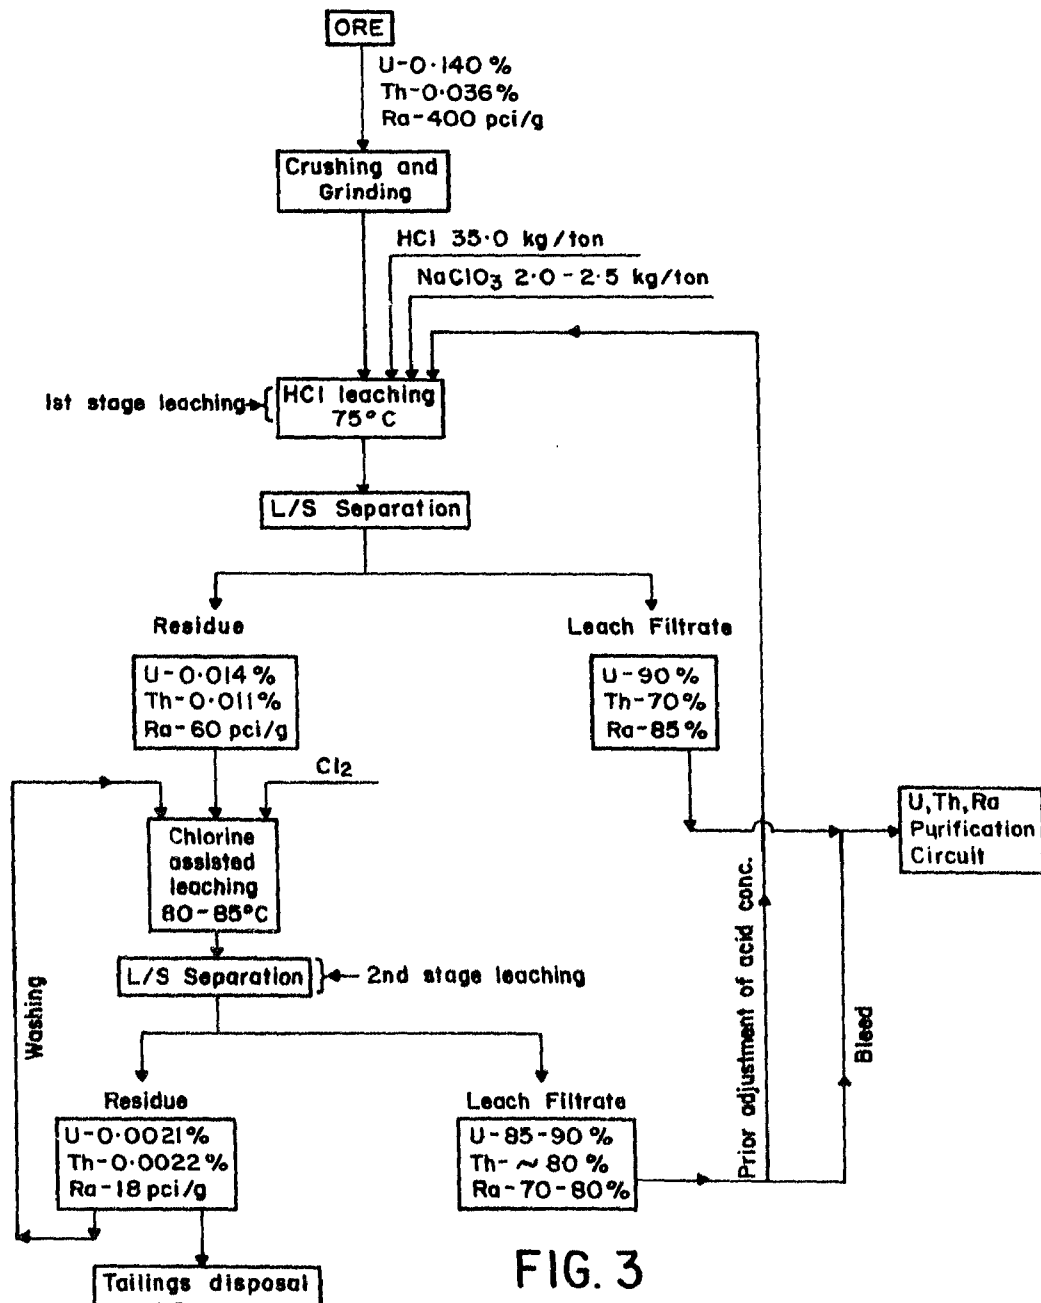 ORE
U-0·140 %
Th-0·036%
Ra-400 pci/g
Crushing and
Grinding
HCl 35·0 kg/ton
NaClO3 2·0-2·5 kg/ton
1st stage leaching
HCl leaching
75°C
L/S Separation
Residue
Leach Filtrate
U-0·014%
Th-0·011%
Ra-60 pci/g
U-90%
Th-70%
Ra-85%
Cl2
Chlorine
assisted
leaching
80-85°C
U,Th,Ra
Purification
Circuit
Prior adjustment of acid conc.
L/S Separation
2nd stage leaching
Washing
Bleed
Residue
Leach Filtrate
U-0·0021%
Th-0·0022%
Ra-18 pci/g
U-85-90%
Th- ~ 80 %
Ra-70-80%
Tailings disposal
FIG. 3